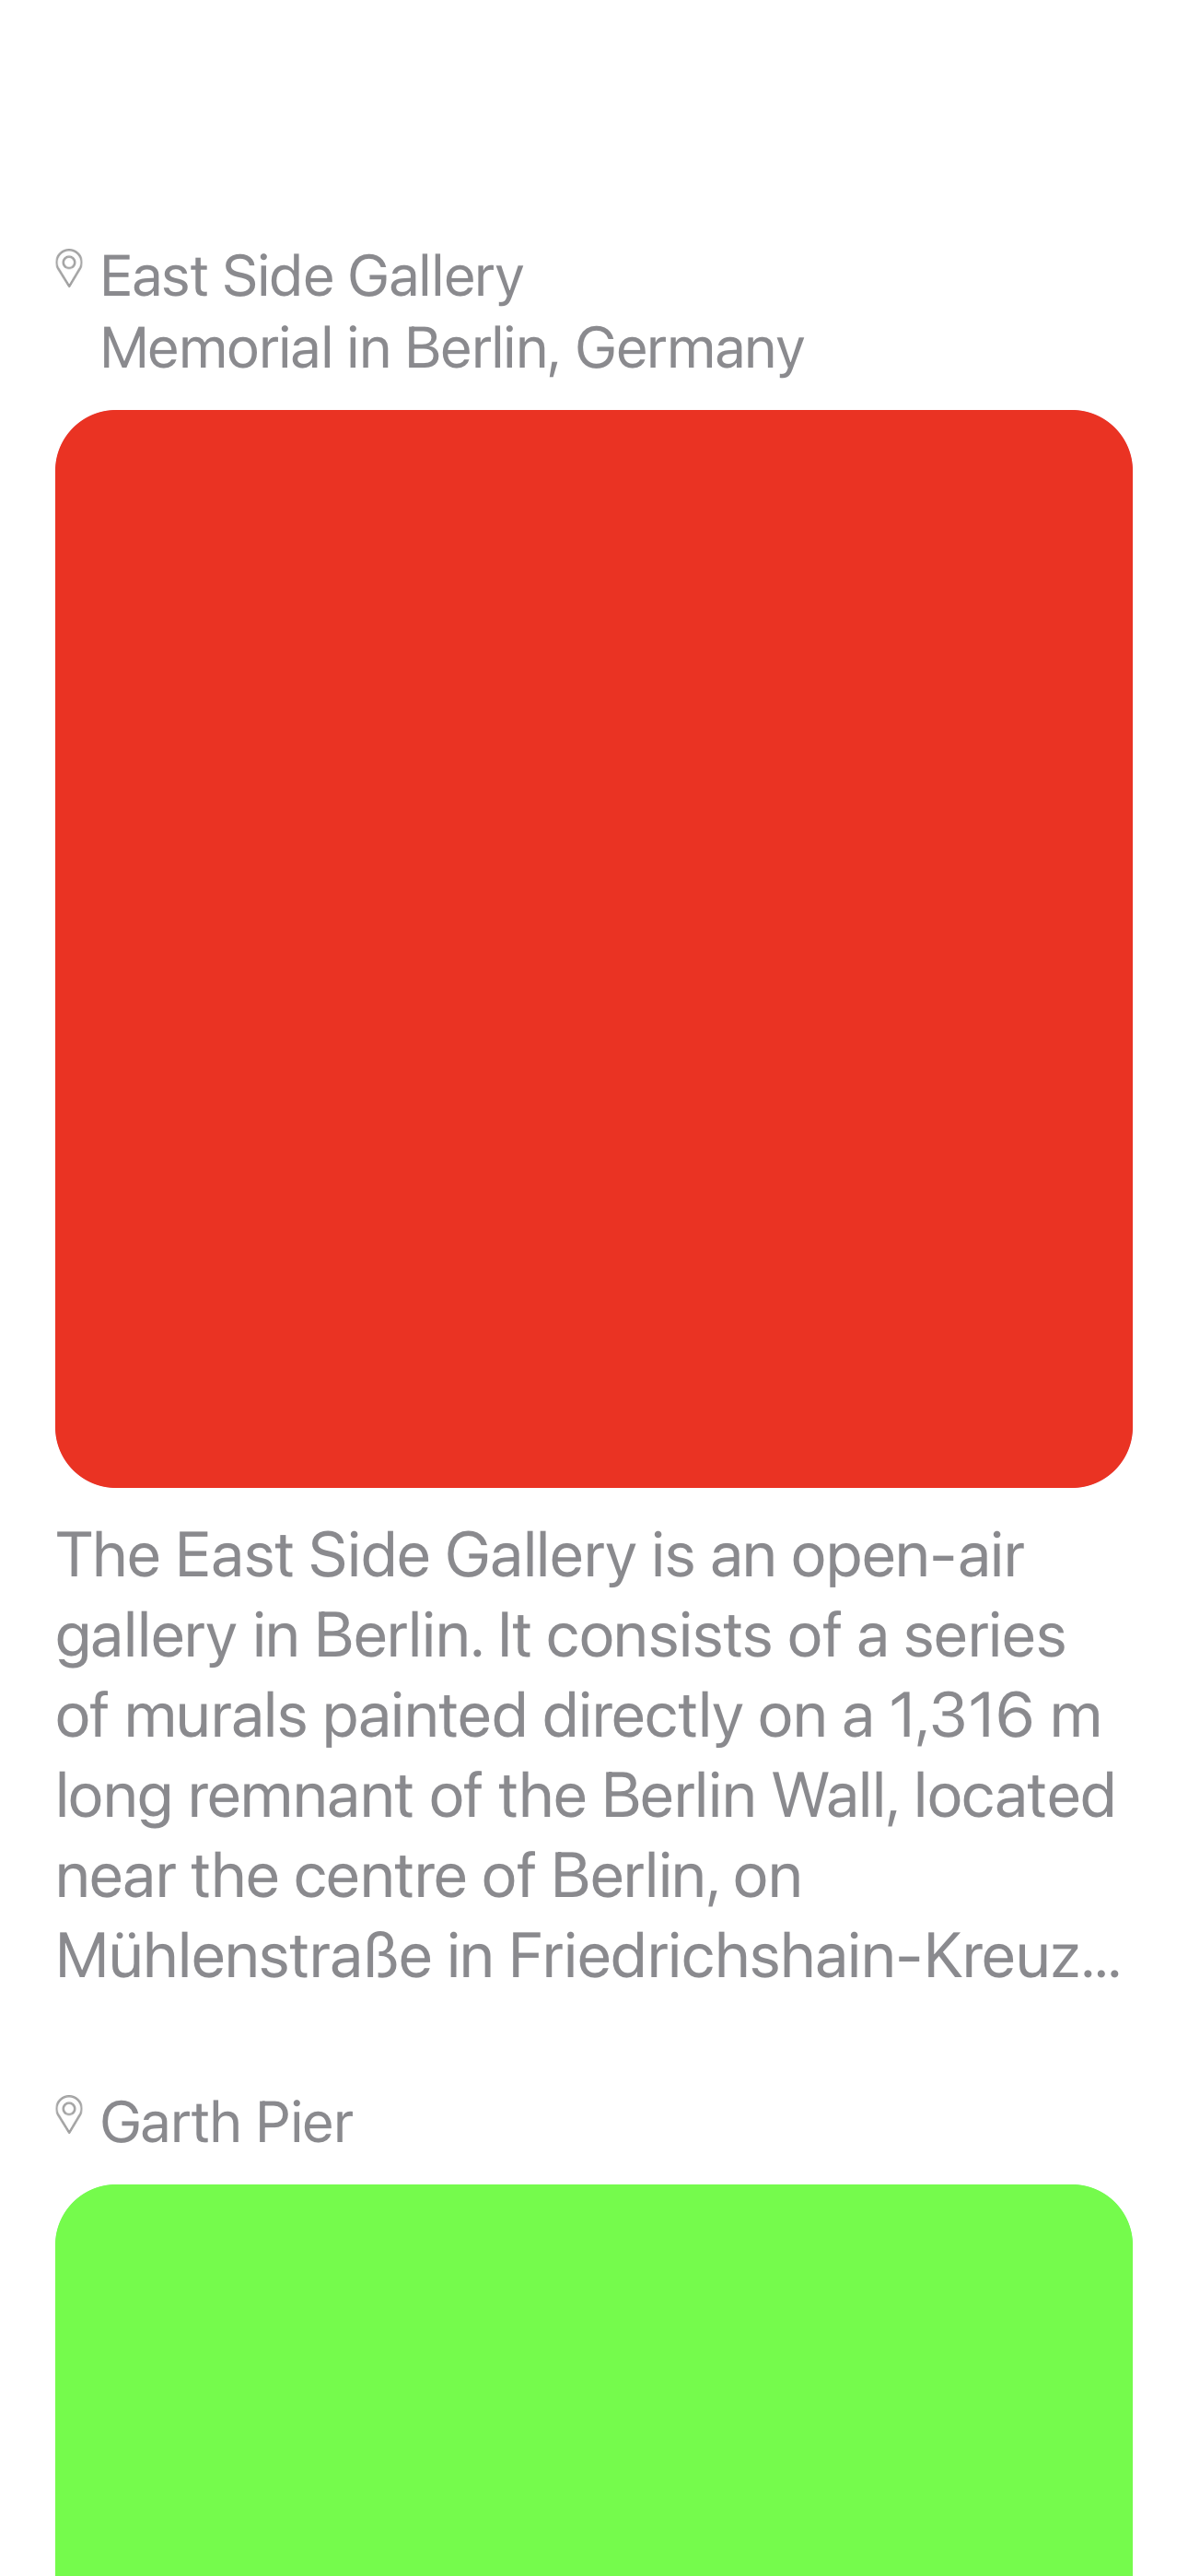 East Side Gallery
Memorial in Berlin, Germany
The East Side Gallery is an open-air
gallery in Berlin. It consists of a series
of murals painted directly on a 1,316 m
long remnant of the Berlin Wall, located
near the centre of Berlin, on
Mühlenstraße in Friedrichshain-Kreuz...
Garth Pier